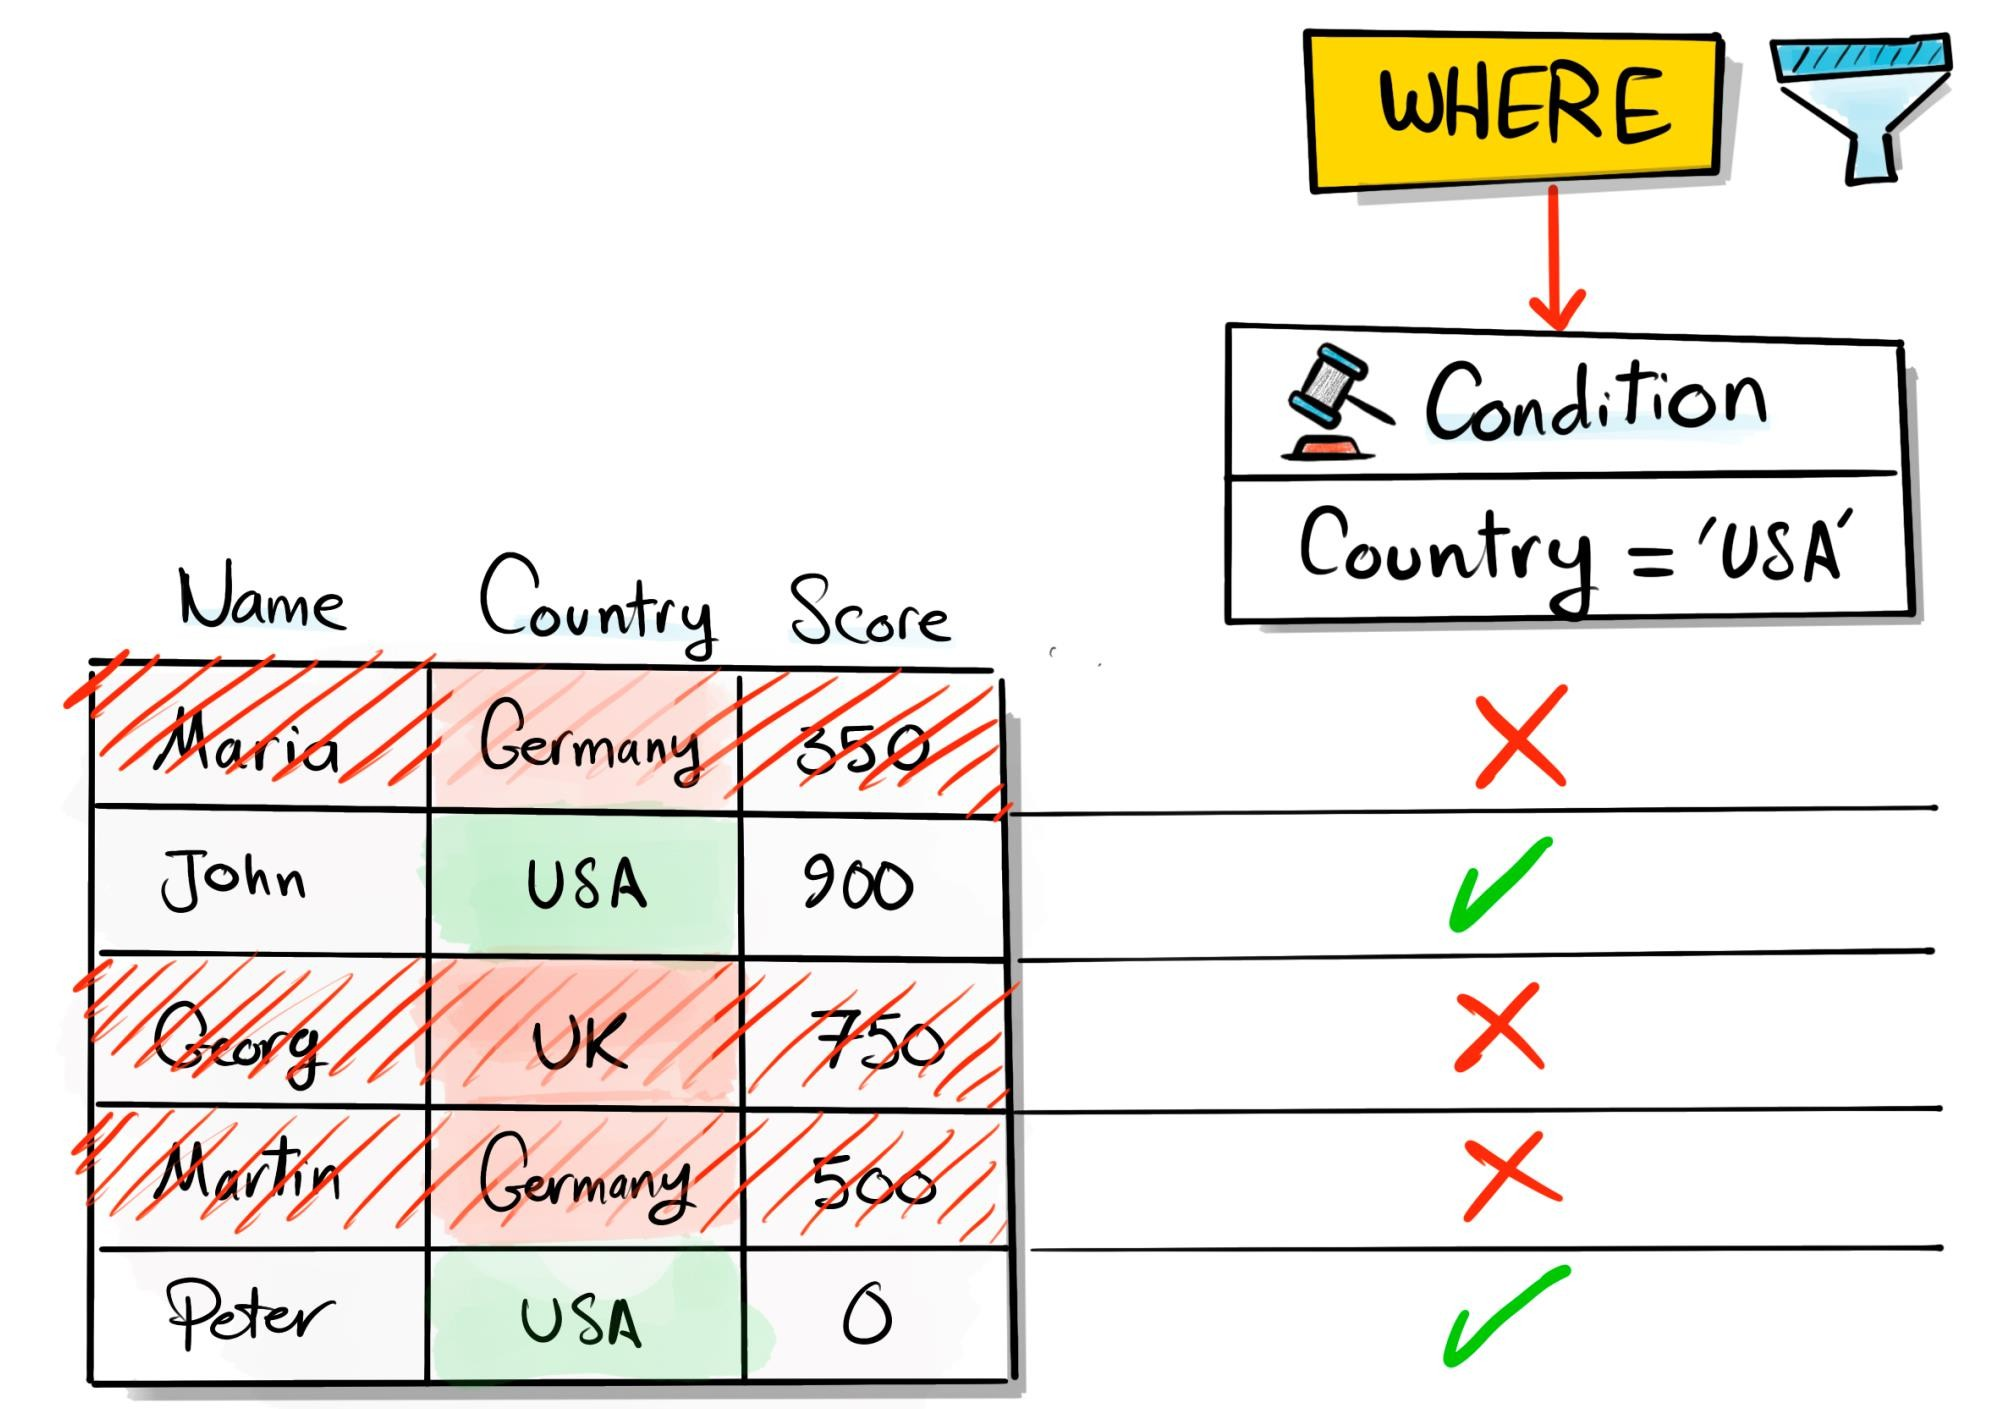 WHERE
Condition
Country = 'USA'
Name Country Score
Maria Germany 350
John USA 900
Georg UK 750
Martin Germany 500
Peter USA 0